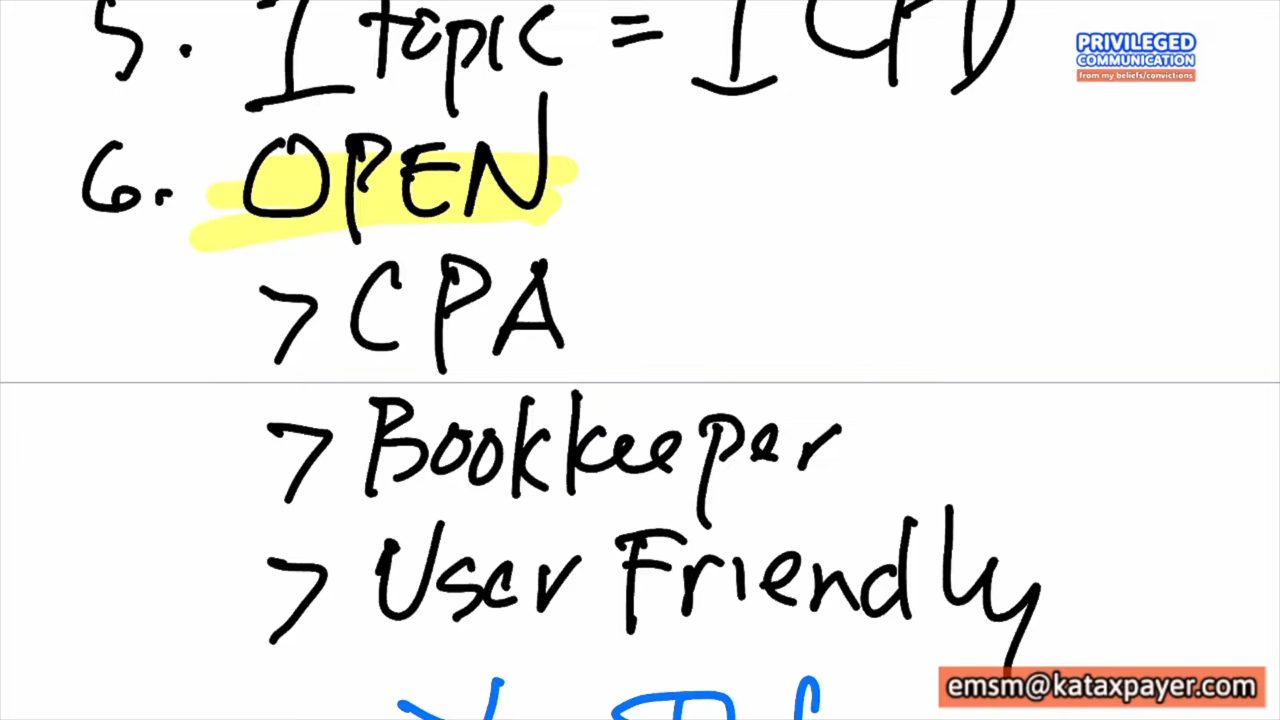 5. 1 topic = 1 CPD
PRIVILEGED
COMMUNICATION
from my beliefs/convictions
6. OPEN
> CPA
> Bookkeeper
> User Friendly
emsm@kataxpayer.com